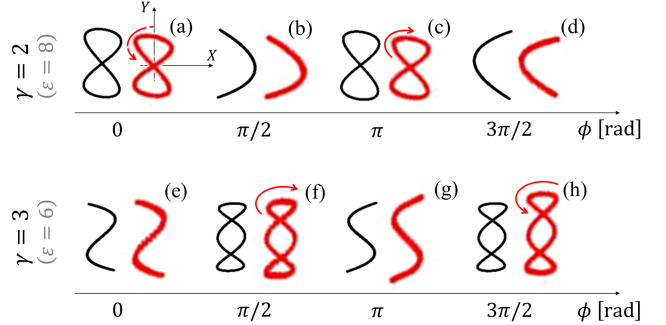 Y (a) (b) (c) (d)
X
γ = 2
(ε = 8)
0 π/2 π 3π/2 ϕ [rad]
(e) (f) (g) (h)
γ = 3
(ε = 6)
0 π/2 π 3π/2 ϕ [rad]